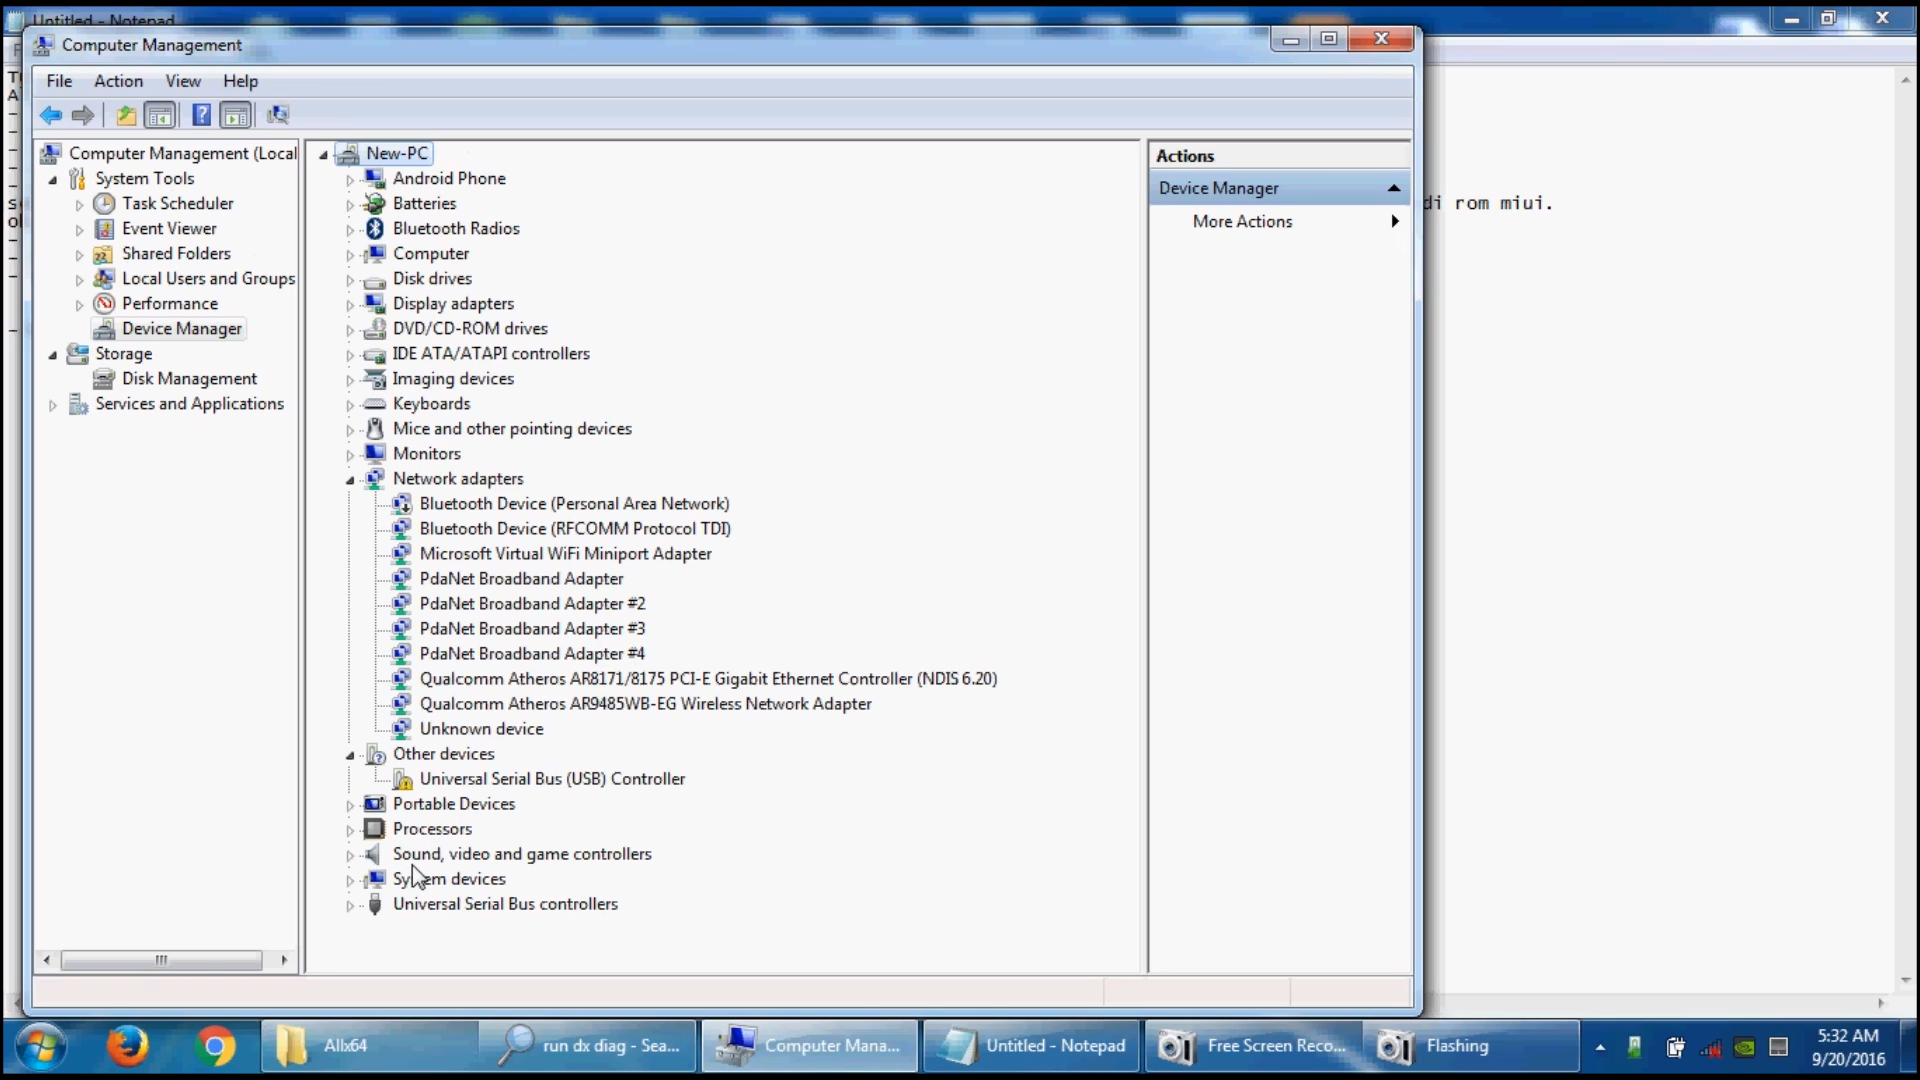 Untitled - Notepad
Computer Management
File Action View Help
Computer Management (Local
System Tools
Task Scheduler
Event Viewer
Shared Folders
Local Users and Groups
Performance
Device Manager
Storage
Disk Management
Services and Applications
New-PC
Android Phone
Batteries
Bluetooth Radios
Computer
Disk drives
Display adapters
DVD/CD-ROM drives
IDE ATA/ATAPI controllers
Imaging devices
Keyboards
Mice and other pointing devices
Monitors
Network adapters
Bluetooth Device (Personal Area Network)
Bluetooth Device (RFCOMM Protocol TDI)
Microsoft Virtual WiFi Miniport Adapter
PdaNet Broadband Adapter
PdaNet Broadband Adapter #2
PdaNet Broadband Adapter #3
PdaNet Broadband Adapter #4
Qualcomm Atheros AR8171/8175 PCI-E Gigabit Ethernet Controller (NDIS 6.20)
Qualcomm Atheros AR9485WB-EG Wireless Network Adapter
Unknown device
Other devices
Universal Serial Bus (USB) Controller
Portable Devices
Processors
Sound, video and game controllers
System devices
Universal Serial Bus controllers
Actions
Device Manager
More Actions
di rom miui.
Allx64
run dx diag - Sea...
Computer Mana...
Untitled - Notepad
Free Screen Reco...
Flashing
5:32 AM
9/20/2016